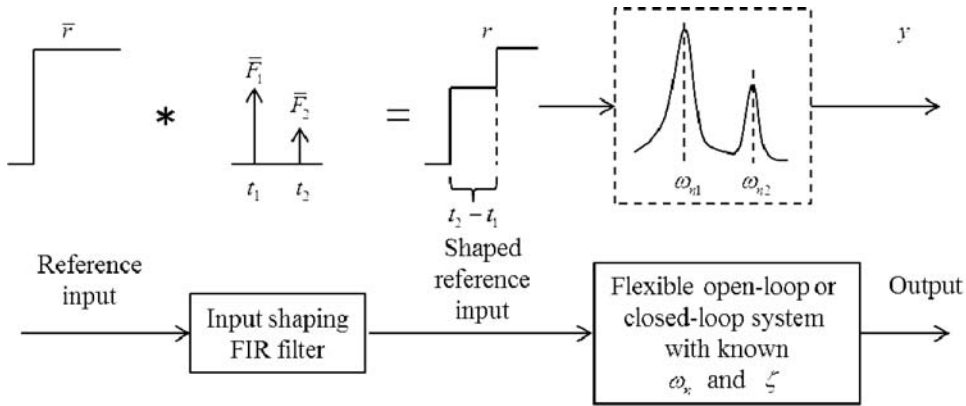 r̅ r y
F̅₁ F̅₂
* =
t₁ t₂
ωₙ₁ ωₙ₂
t₂ − t₁
Reference
input
Shaped
reference
input
Input shaping
FIR filter
Flexible open-loop or
closed-loop system
with known
ωₙ and ζ
Output